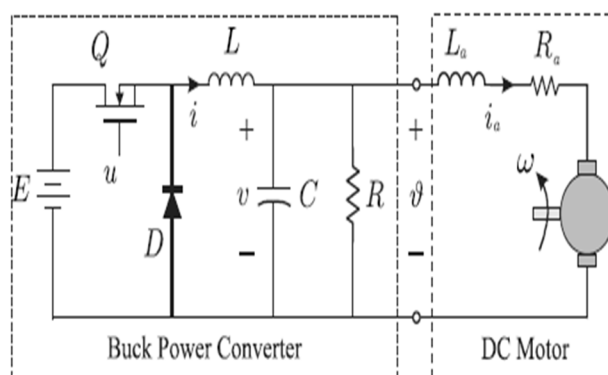 Q
L
L_a
R_a
i
i_a
E
u
D
+
v
−
C
R
+
ϑ
−
ω
Buck Power Converter
DC Motor